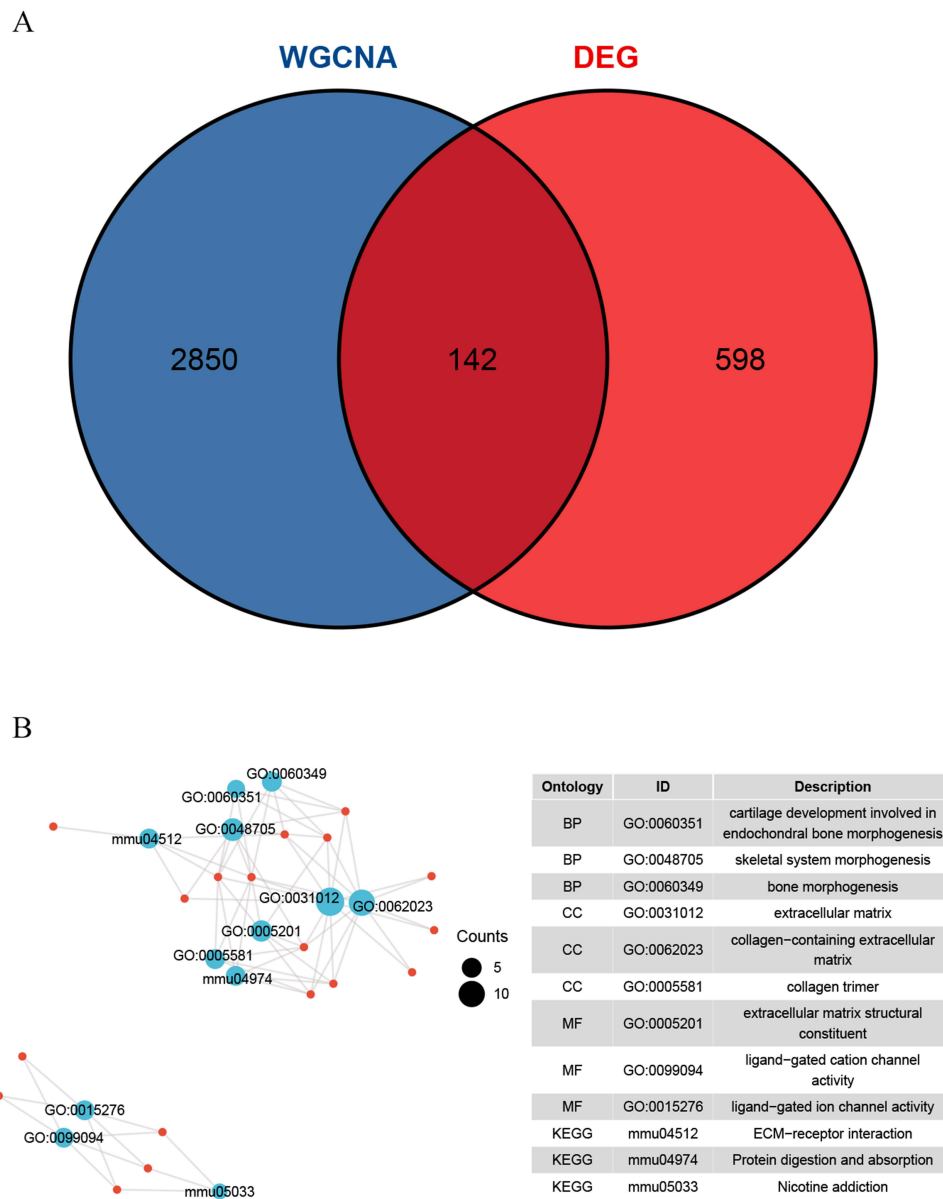 A
WGCNA DEG
2850 142 598
B
GO:0060349
GO:0060351
GO:0048705
mmu04512
GO:0031012
GO:0062023
GO:0005201
GO:0005581
mmu04974
Counts
5
10
GO:0015276
GO:0099094
mmu05033
Ontology ID Description
BP GO:0060351 cartilage development involved in
endochondral bone morphogenesis
BP GO:0048705 skeletal system morphogenesis
BP GO:0060349 bone morphogenesis
CC GO:0031012 extracellular matrix
CC GO:0062023 collagen−containing extracellular
matrix
CC GO:0005581 collagen trimer
MF GO:0005201 extracellular matrix structural
constituent
MF GO:0099094 ligand−gated cation channel
activity
MF GO:0015276 ligand−gated ion channel activity
KEGG mmu04512 ECM−receptor interaction
KEGG mmu04974 Protein digestion and absorption
KEGG mmu05033 Nicotine addiction